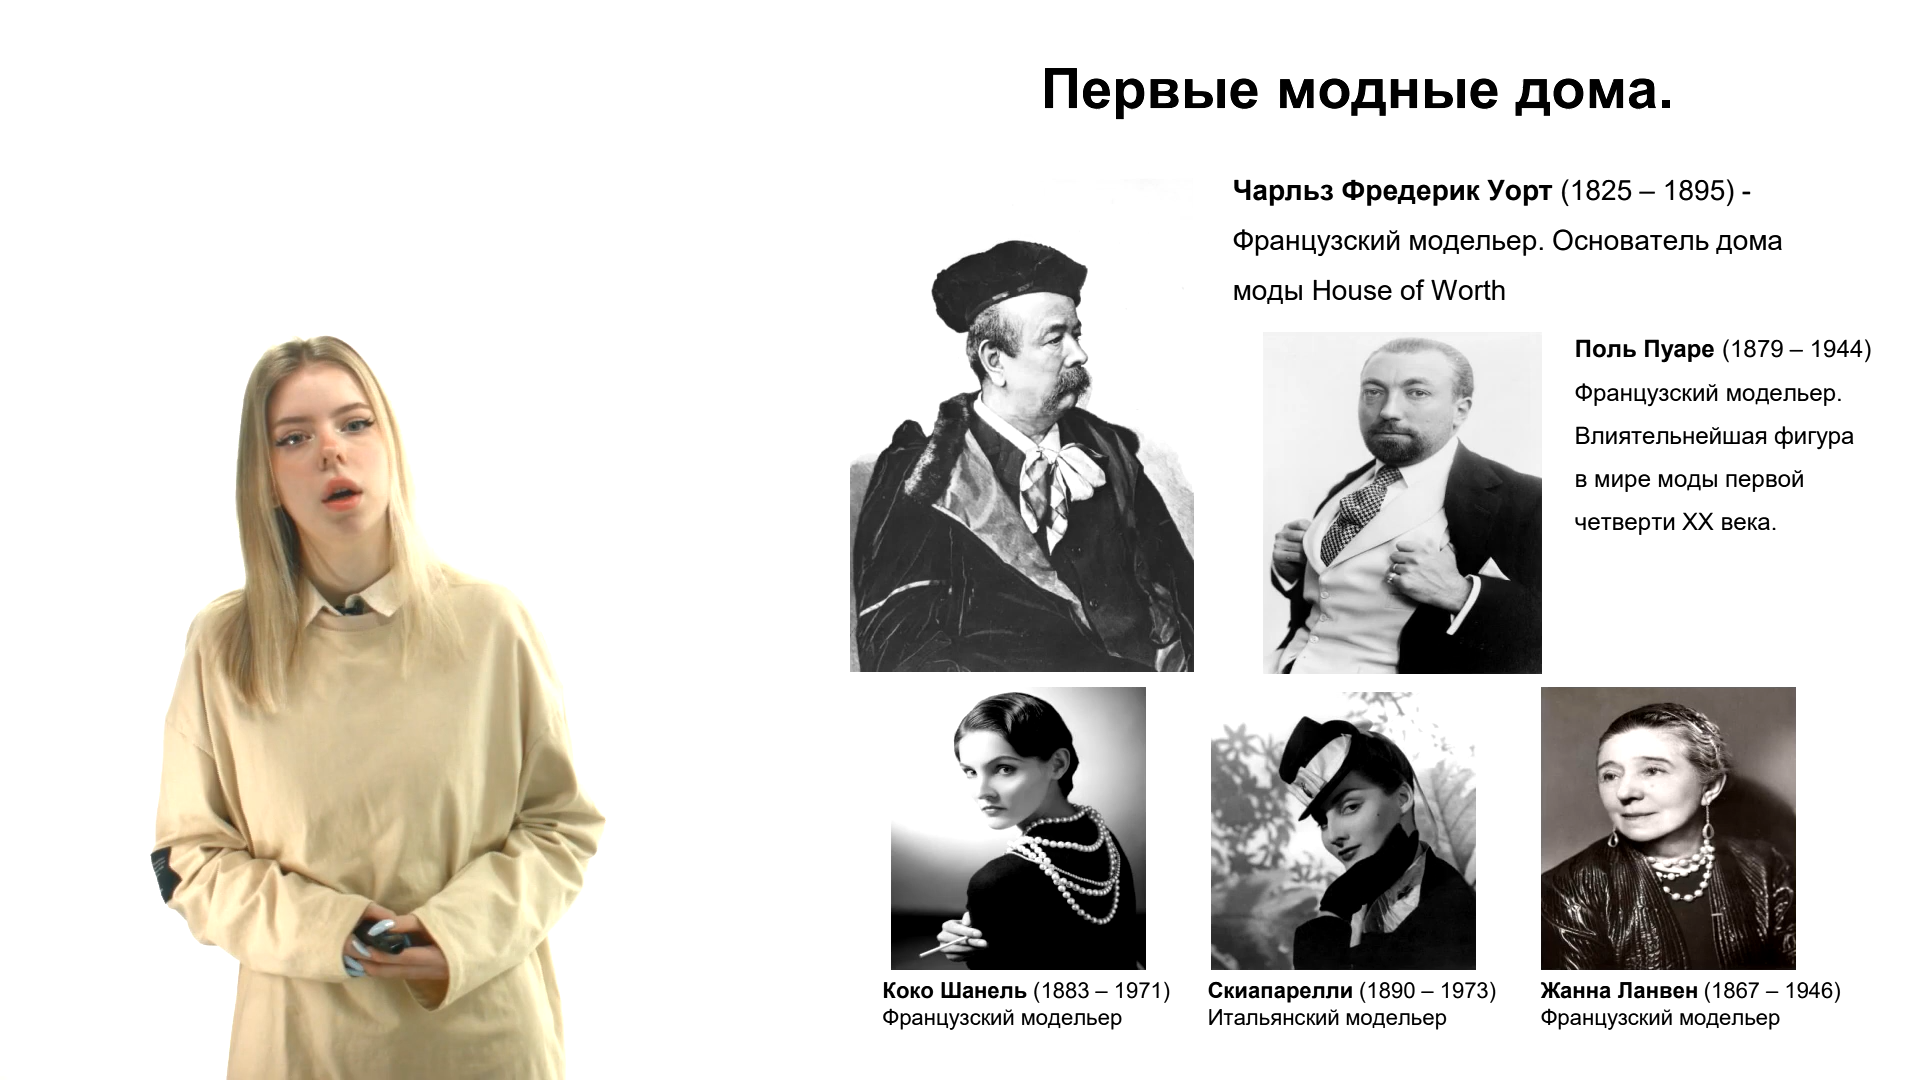 Первые модные дома.
Чарльз Фредерик Уорт (1825 – 1895) -
Французский модельер. Основатель дома
моды House of Worth
Поль Пуаре (1879 – 1944)
Французский модельер.
Влиятельнейшая фигура
в мире моды первой
четверти XX века.
Коко Шанель (1883 – 1971)
Французский модельер
Скиапарелли (1890 – 1973)
Итальянский модельер
Жанна Ланвен (1867 – 1946)
Французский модельер